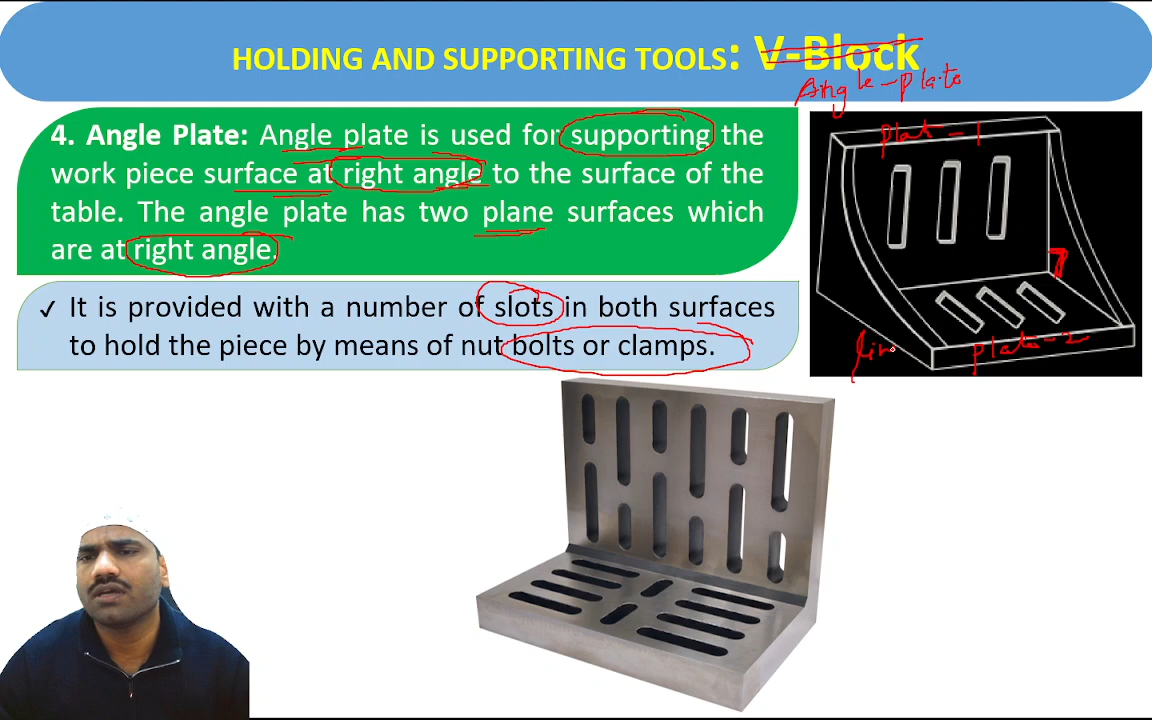 HOLDING AND SUPPORTING TOOLS: V-Block
Angle-plate
4. Angle Plate: Angle plate is used for supporting the
work piece surface at right angle to the surface of the
table. The angle plate has two plane surfaces which
are at right angle.
✓ It is provided with a number of slots in both surfaces
to hold the piece by means of nut bolts or clamps.
Plat-1
plate-2